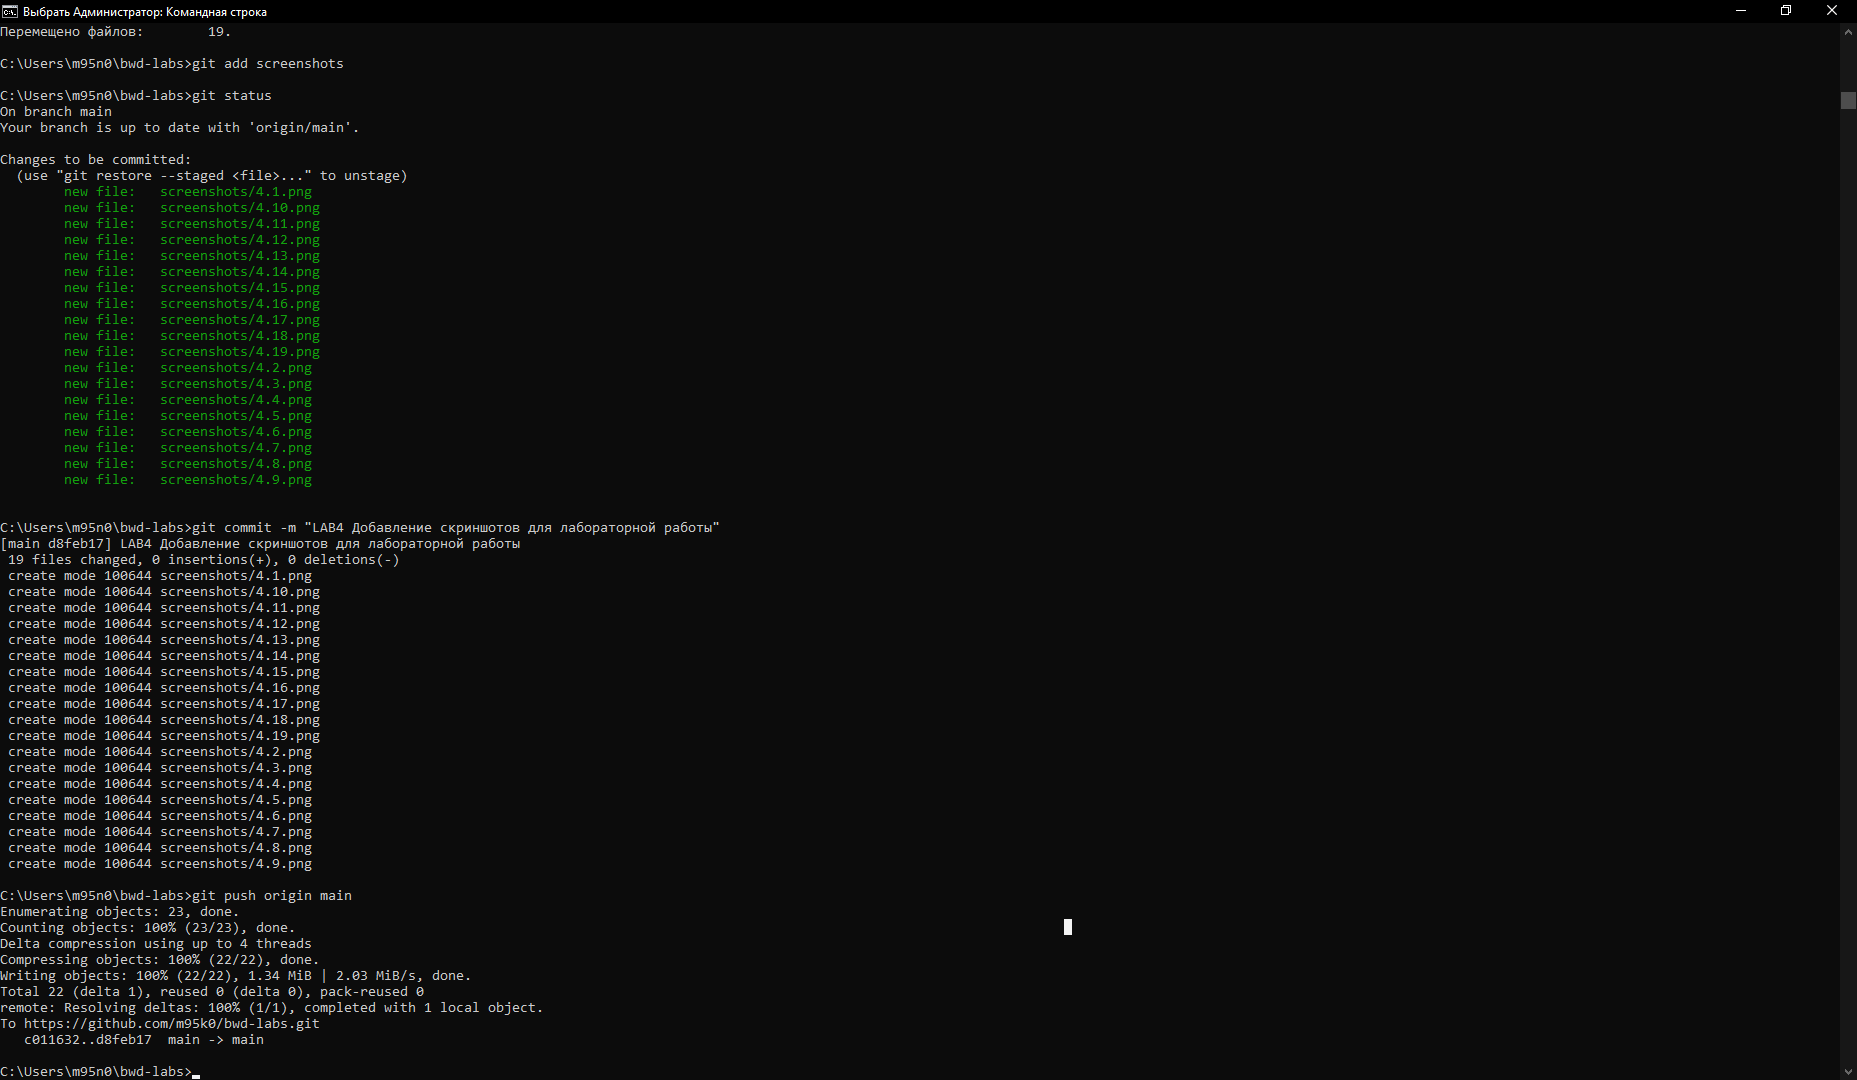 Выбрать Администратор: Командная строка
Перемещено файлов:        19.
C:\Users\m95n0\bwd-labs>git add screenshots
C:\Users\m95n0\bwd-labs>git status
On branch main
Your branch is up to date with 'origin/main'.
Changes to be committed:
  (use "git restore --staged <file>..." to unstage)
        new file:   screenshots/4.1.png
        new file:   screenshots/4.10.png
        new file:   screenshots/4.11.png
        new file:   screenshots/4.12.png
        new file:   screenshots/4.13.png
        new file:   screenshots/4.14.png
        new file:   screenshots/4.15.png
        new file:   screenshots/4.16.png
        new file:   screenshots/4.17.png
        new file:   screenshots/4.18.png
        new file:   screenshots/4.19.png
        new file:   screenshots/4.2.png
        new file:   screenshots/4.3.png
        new file:   screenshots/4.4.png
        new file:   screenshots/4.5.png
        new file:   screenshots/4.6.png
        new file:   screenshots/4.7.png
        new file:   screenshots/4.8.png
        new file:   screenshots/4.9.png
C:\Users\m95n0\bwd-labs>git commit -m "LAB4 Добавление скриншотов для лабораторной работы"
[main d8feb17] LAB4 Добавление скриншотов для лабораторной работы
 19 files changed, 0 insertions(+), 0 deletions(-)
 create mode 100644 screenshots/4.1.png
 create mode 100644 screenshots/4.10.png
 create mode 100644 screenshots/4.11.png
 create mode 100644 screenshots/4.12.png
 create mode 100644 screenshots/4.13.png
 create mode 100644 screenshots/4.14.png
 create mode 100644 screenshots/4.15.png
 create mode 100644 screenshots/4.16.png
 create mode 100644 screenshots/4.17.png
 create mode 100644 screenshots/4.18.png
 create mode 100644 screenshots/4.19.png
 create mode 100644 screenshots/4.2.png
 create mode 100644 screenshots/4.3.png
 create mode 100644 screenshots/4.4.png
 create mode 100644 screenshots/4.5.png
 create mode 100644 screenshots/4.6.png
 create mode 100644 screenshots/4.7.png
 create mode 100644 screenshots/4.8.png
 create mode 100644 screenshots/4.9.png
C:\Users\m95n0\bwd-labs>git push origin main
Enumerating objects: 23, done.
Counting objects: 100% (23/23), done.
Delta compression using up to 4 threads
Compressing objects: 100% (22/22), done.
Writing objects: 100% (22/22), 1.34 MiB | 2.03 MiB/s, done.
Total 22 (delta 1), reused 0 (delta 0), pack-reused 0
remote: Resolving deltas: 100% (1/1), completed with 1 local object.
To https://github.com/m95k0/bwd-labs.git
   c011632..d8feb17  main -> main
C:\Users\m95n0\bwd-labs>